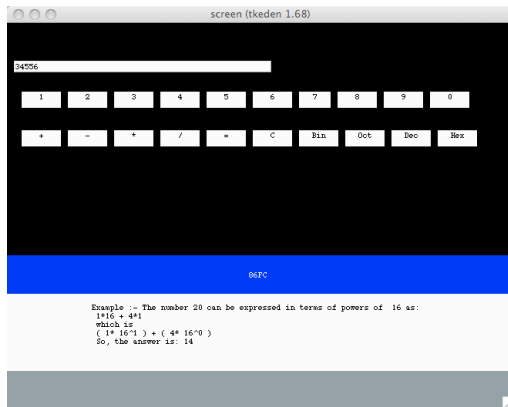 screen (tkeden 1.68)
34556
1 2 3 4 5 6 7 8 9 0
+ - * / = C Bin Oct Dec Hex
86FC
Example :- The number 20 can be expressed in terms of powers of 16 as:
1*16 + 4*1
which is
( 1* 16^1 ) + ( 4* 16^0 )
So, the answer is: 14